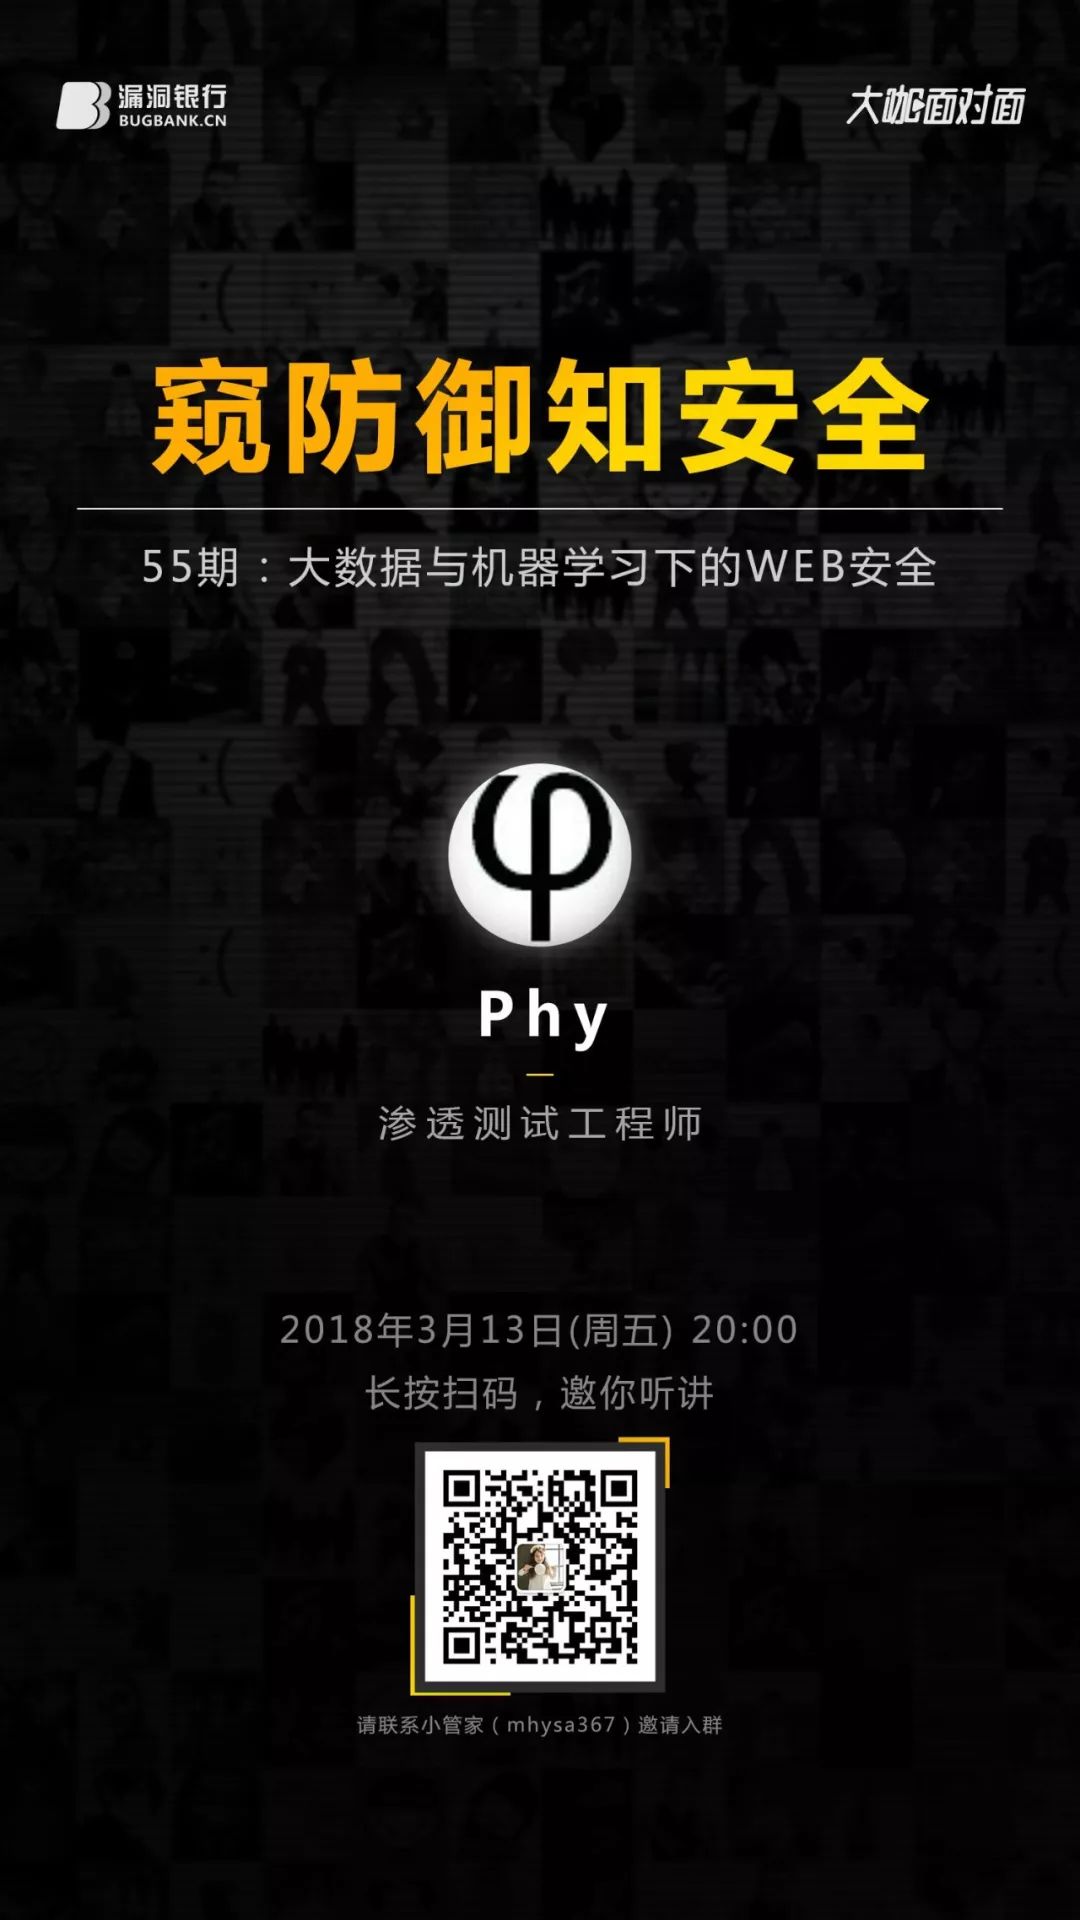 漏洞银行
BUGBANK.CN
大咖面对面
窥防御知安全
55期：大数据与机器学习下的WEB安全
φ
Phy
渗透测试工程师
2018年3月13日(周五) 20:00
长按扫码，邀你听讲
请联系小管家（mhysa367）邀请入群